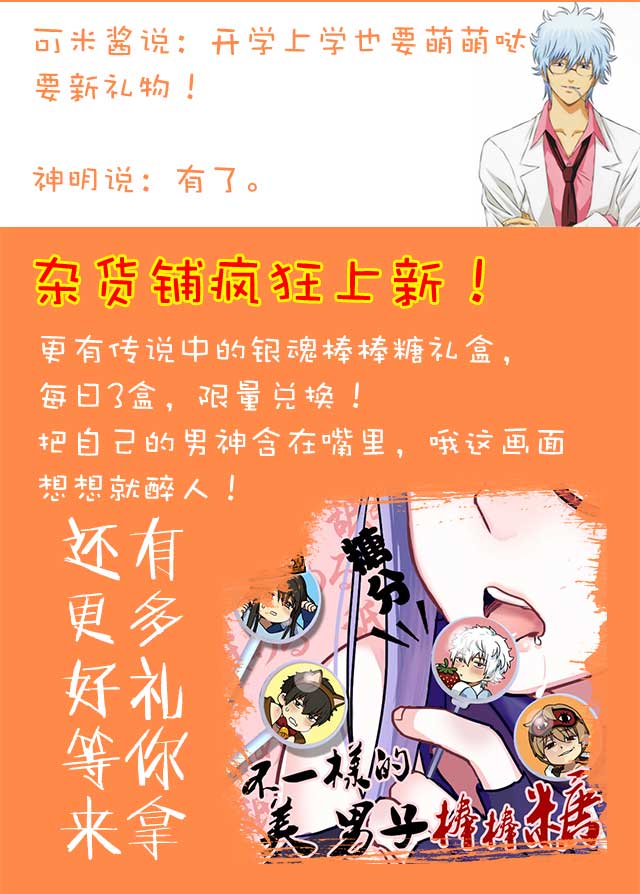 可米酱说：开学上学也要萌萌哒
要新礼物！
神明说：有了。
杂货铺疯狂上新！
更有传说中的银魂棒棒糖礼盒，
每日3盒，限量兑换！
把自己的男神含在嘴里，哦这画面
想想就醉人！
还有
更多
好礼
等你
来拿
糖分
不一樣的
美男子棒棒糖